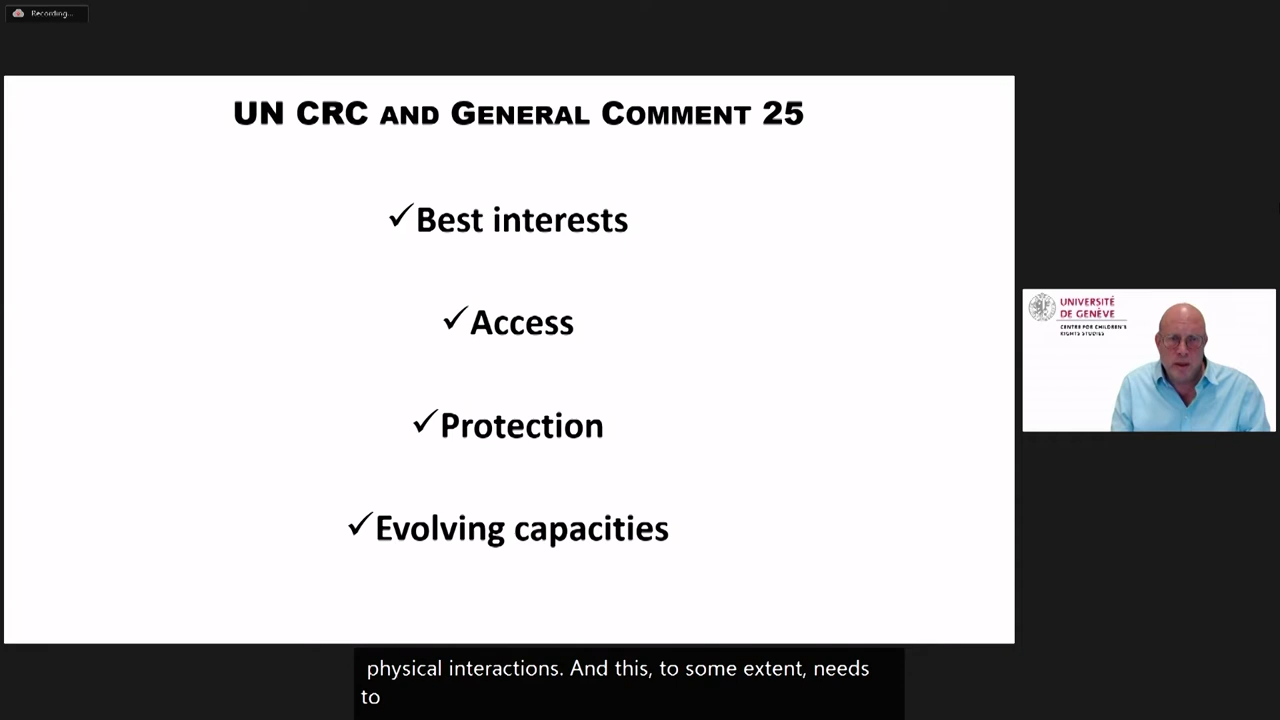 Recording...
UN CRC AND GENERAL COMMENT 25
✓Best interests
✓Access
✓Protection
✓Evolving capacities
UNIVERSITÉ
DE GENÈVE
CENTRE FOR CHILDREN'S
RIGHTS STUDIES
physical interactions. And this, to some extent, needs
to